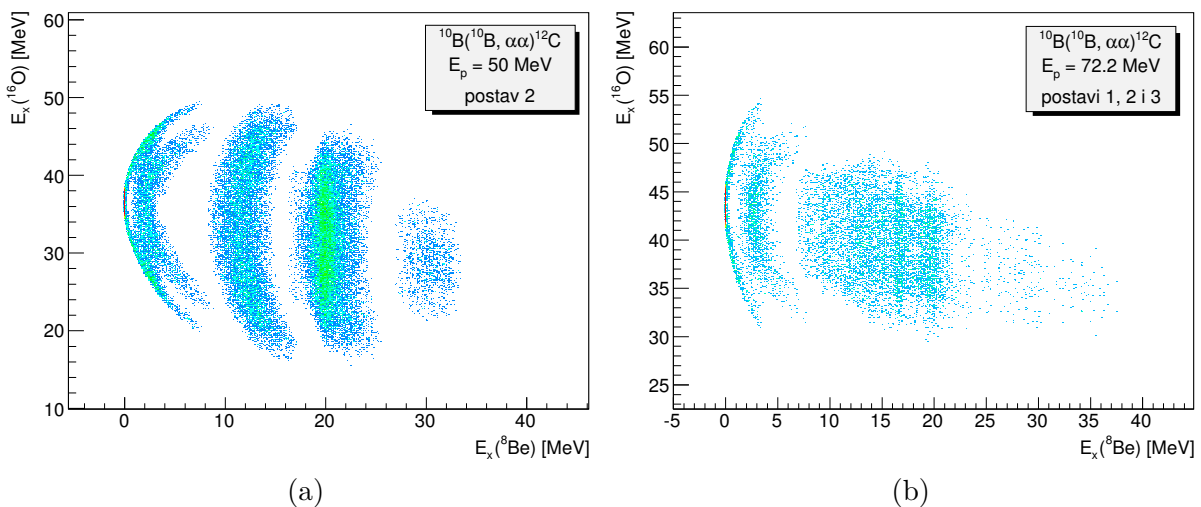 E_x(¹⁶O) [MeV]
60
50
40
30
20
10
0
10
20
30
40
E_x(⁸Be) [MeV]
¹⁰B(¹⁰B, αα)¹²C
E_p = 50 MeV
postav 2
(a)
E_x(¹⁶O) [MeV]
60
55
50
45
40
35
30
25
-5
0
5
10
15
20
25
30
35
40
E_x(⁸Be) [MeV]
¹⁰B(¹⁰B, αα)¹²C
E_p = 72.2 MeV
postavi 1, 2 i 3
(b)